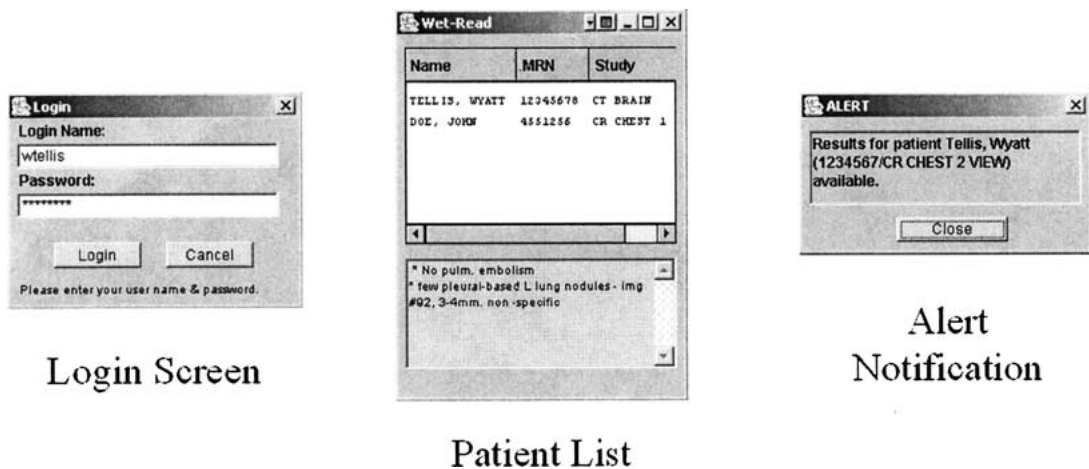 Login
Login Name:
wtellis
Password:
********
Login Cancel
Please enter your user name & password.
Login Screen
Wet-Read
Name MRN Study
TELLIS, WYATT 12345678 CT BRAIN
DOE, JOHN 4551256 CR CHEST 1
* No pulm. embolism
* few pleural-based L lung nodules - img
#92, 3-4mm. non -specific
Patient List
ALERT
Results for patient Tellis, Wyatt
(1234567/CR CHEST 2 VIEW)
available.
Close
Alert
Notification